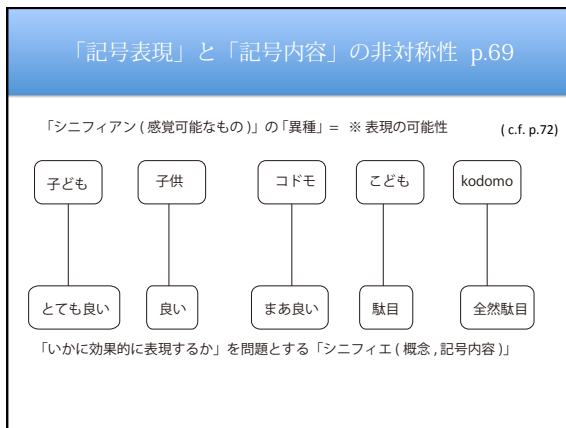 「記号表現」と「記号内容」の非対称性 p.69
「シニフィアン ( 感覚可能なもの )」の「異種」= ※ 表現の可能性 ( c.f. p.72)
子ども 子供 コドモ こども kodomo
とても良い 良い まあ良い 駄目 全然駄目
「いかに効果的に表現するか」を問題とする「シニフィエ ( 概念 , 記号内容 )」